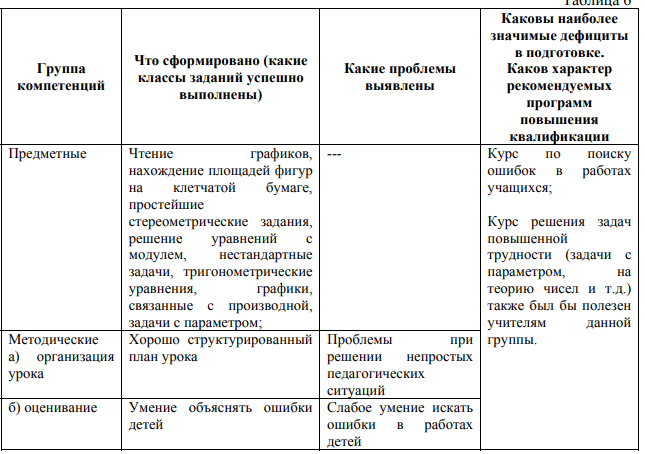 Таблица 6
Группа
компетенций
Что сформировано (какие
классы заданий успешно
выполнены)
Какие проблемы
выявлены
Каковы наиболее
значимые дефициты
в подготовке.
Каков характер
рекомендуемых
программ
повышения
квалификации
Предметные
Чтение графиков,
нахождение площадей фигур
на клетчатой бумаге,
простейшие
стереометрические задания,
решение уравнений с
модулем, нестандартные
задачи, тригонометрические
уравнения, графики,
связанные с производной,
задачи с параметром;
---
Курс по поиску
ошибок в работах
учащихся;
Курс решения задач
повышенной
трудности (задачи с
параметром, на
теорию чисел и т.д.)
также был бы полезен
учителям данной
группы.
Методические
а) организация
урока
Хорошо структурированный
план урока
Проблемы при
решении непростых
педагогических
ситуаций
б) оценивание
Умение объяснять ошибки
детей
Слабое умение искать
ошибки в работах
детей